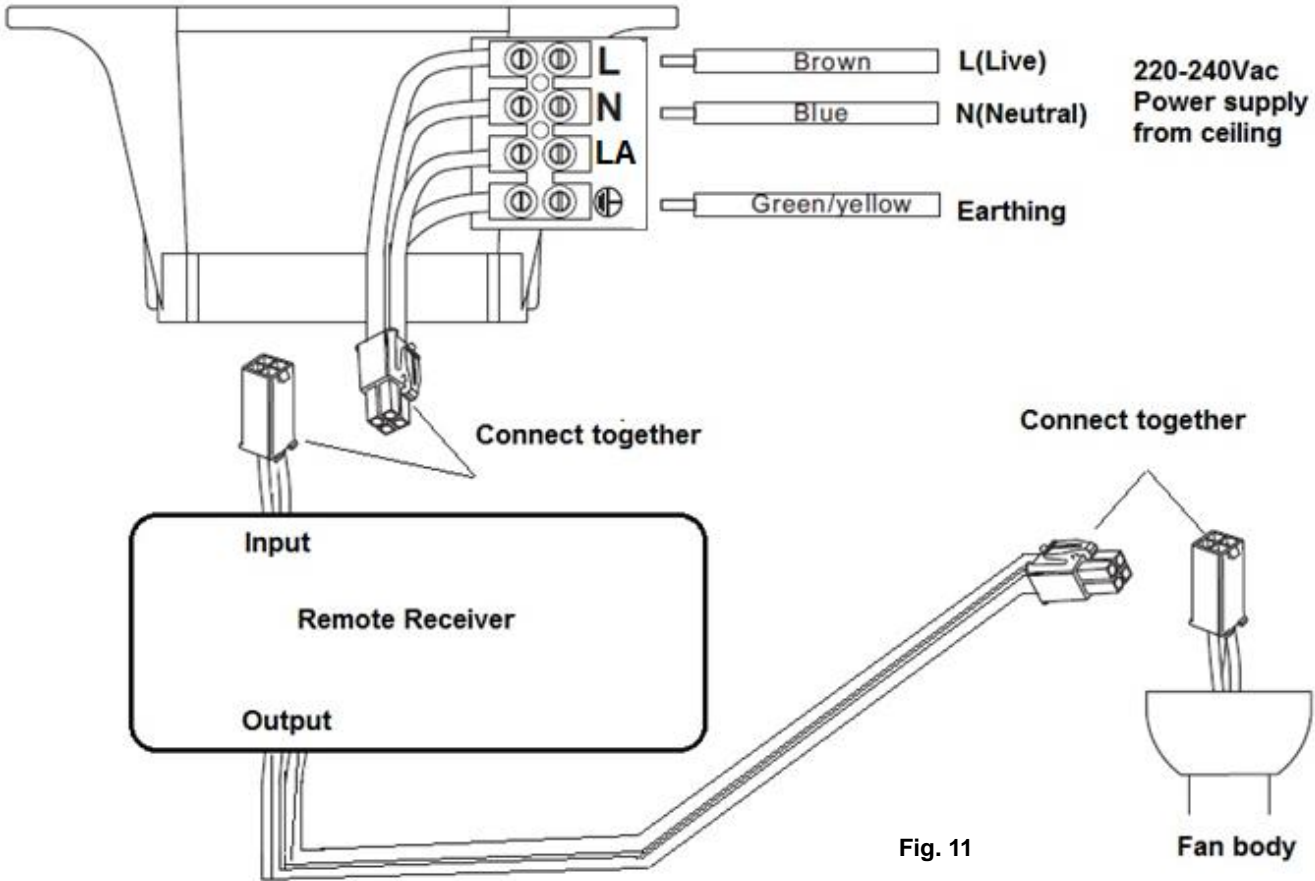 L
Brown
L(Live)
220-240Vac
Power supply
from ceiling
N
Blue
N(Neutral)
LA
Green/yellow
Earthing
Connect together
Connect together
Input
Remote Receiver
Output
Fig. 11
Fan body